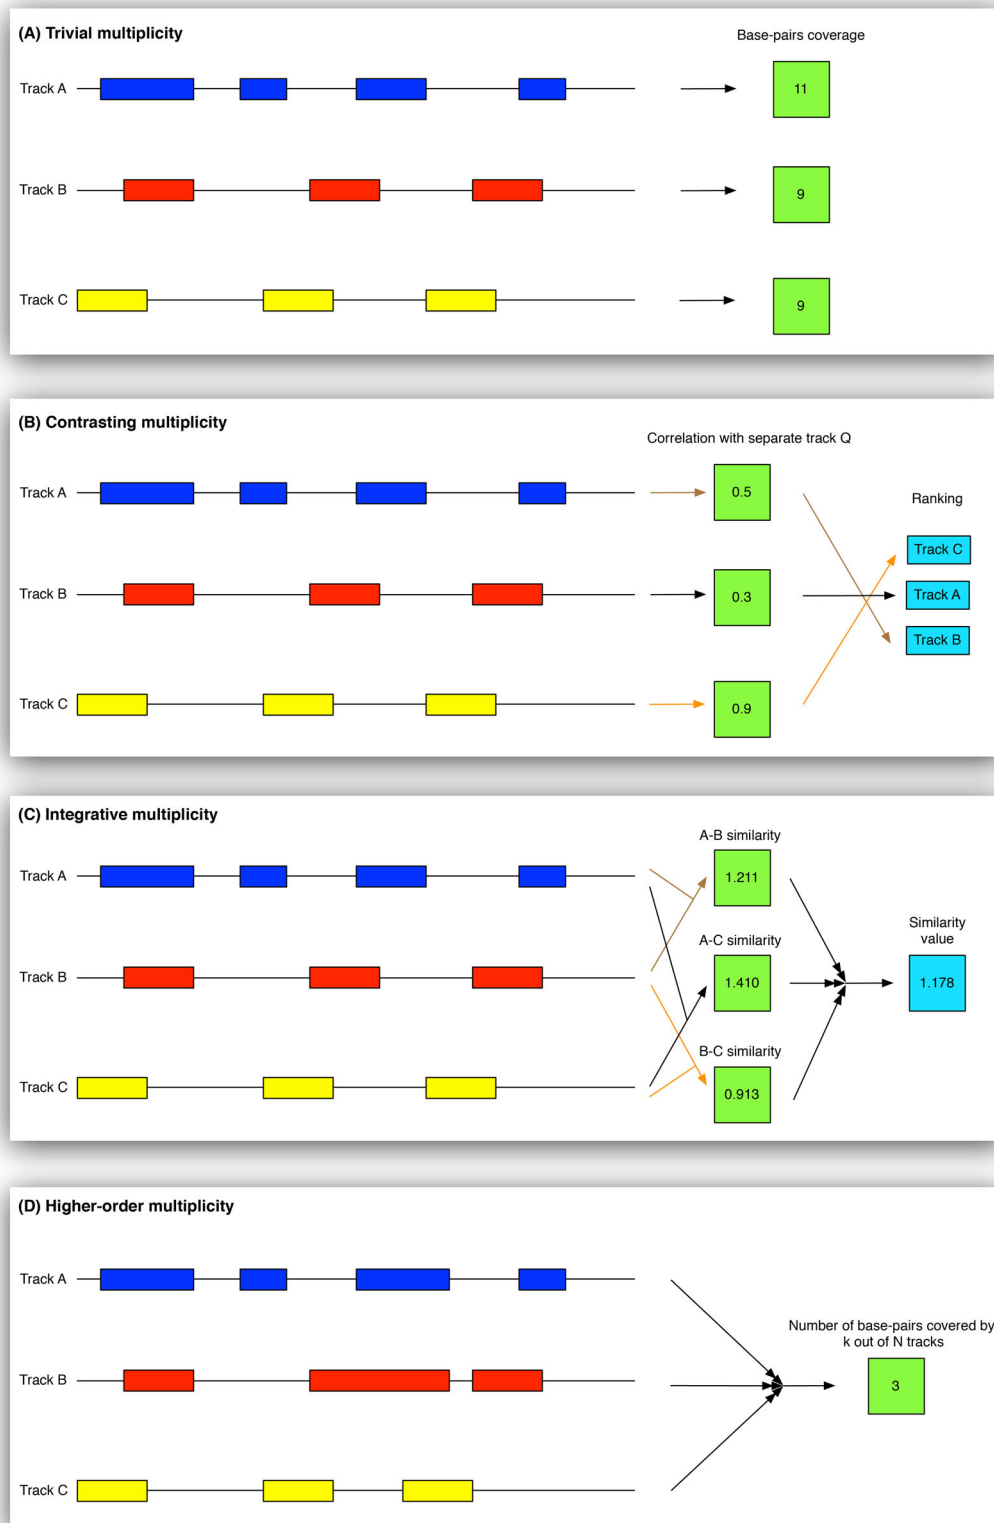 (A) Trivial multiplicity
Base-pairs coverage
Track A
11
Track B
9
Track C
9
(B) Contrasting multiplicity
Correlation with separate track Q
Track A
0.5
Ranking
Track C
Track B
0.3
Track A
Track B
Track C
0.9
(C) Integrative multiplicity
A-B similarity
Track A
1.211
A-C similarity
Similarity
value
Track B
1.410
1.178
B-C similarity
Track C
0.913
(D) Higher-order multiplicity
Track A
Number of base-pairs covered by
k out of N tracks
Track B
3
Track C